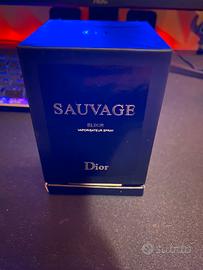 SAUVAGE
ELIXIR
VAPORISATEUR SPRAY
Dior
subito